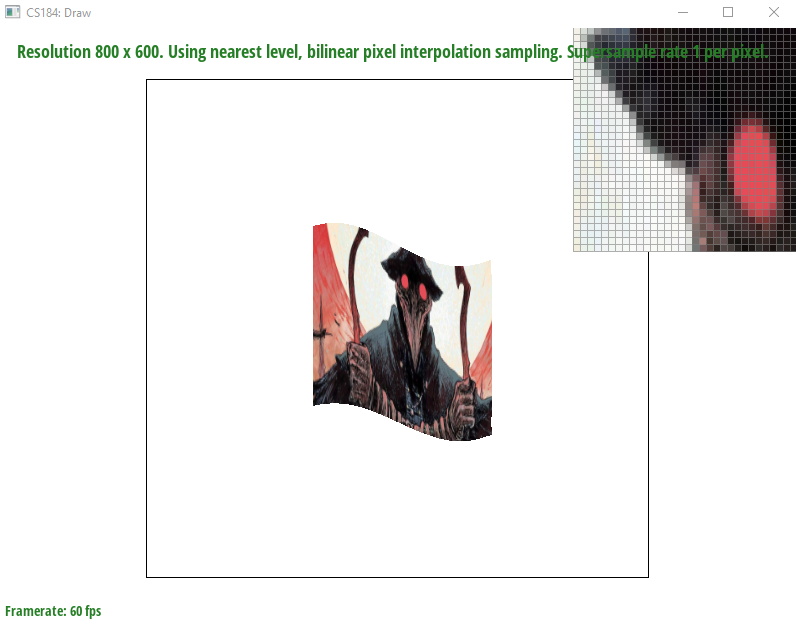 CS184: Draw
Resolution 800 x 600. Using nearest level, bilinear pixel interpolation sampling. Supersample rate 1 per pixel.
Framerate: 60 fps